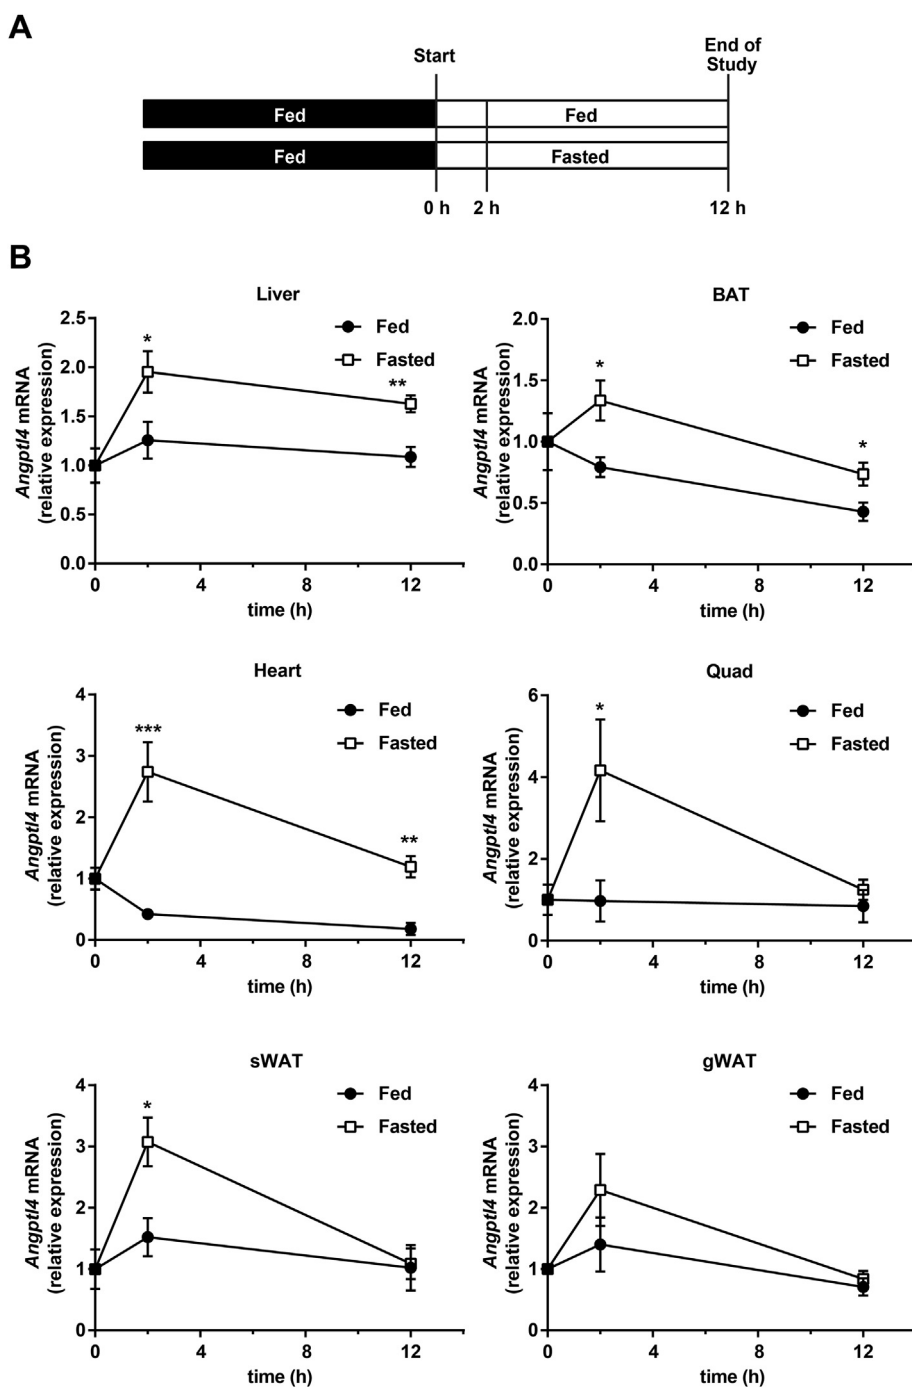 A
Start
End of
Study
Fed
Fed
Fed
Fasted
0 h
2 h
12 h
B
Liver
Angptl4 mRNA
(relative expression)
2.5
2.0
1.5
1.0
0.5
0.0
Fed
Fasted
*
**
0
4
8
12
time (h)
BAT
Angptl4 mRNA
(relative expression)
2.0
1.5
1.0
0.5
0.0
Fed
Fasted
*
*
0
4
8
12
time (h)
Heart
Angptl4 mRNA
(relative expression)
4
3
2
1
0
Fed
Fasted
***
**
0
4
8
12
time (h)
Quad
Angptl4 mRNA
(relative expression)
6
4
2
0
Fed
Fasted
*
0
4
8
12
time (h)
sWAT
Angptl4 mRNA
(relative expression)
4
3
2
1
0
Fed
Fasted
*
0
4
8
12
time (h)
gWAT
Angptl4 mRNA
(relative expression)
4
3
2
1
0
Fed
Fasted
0
4
8
12
time (h)